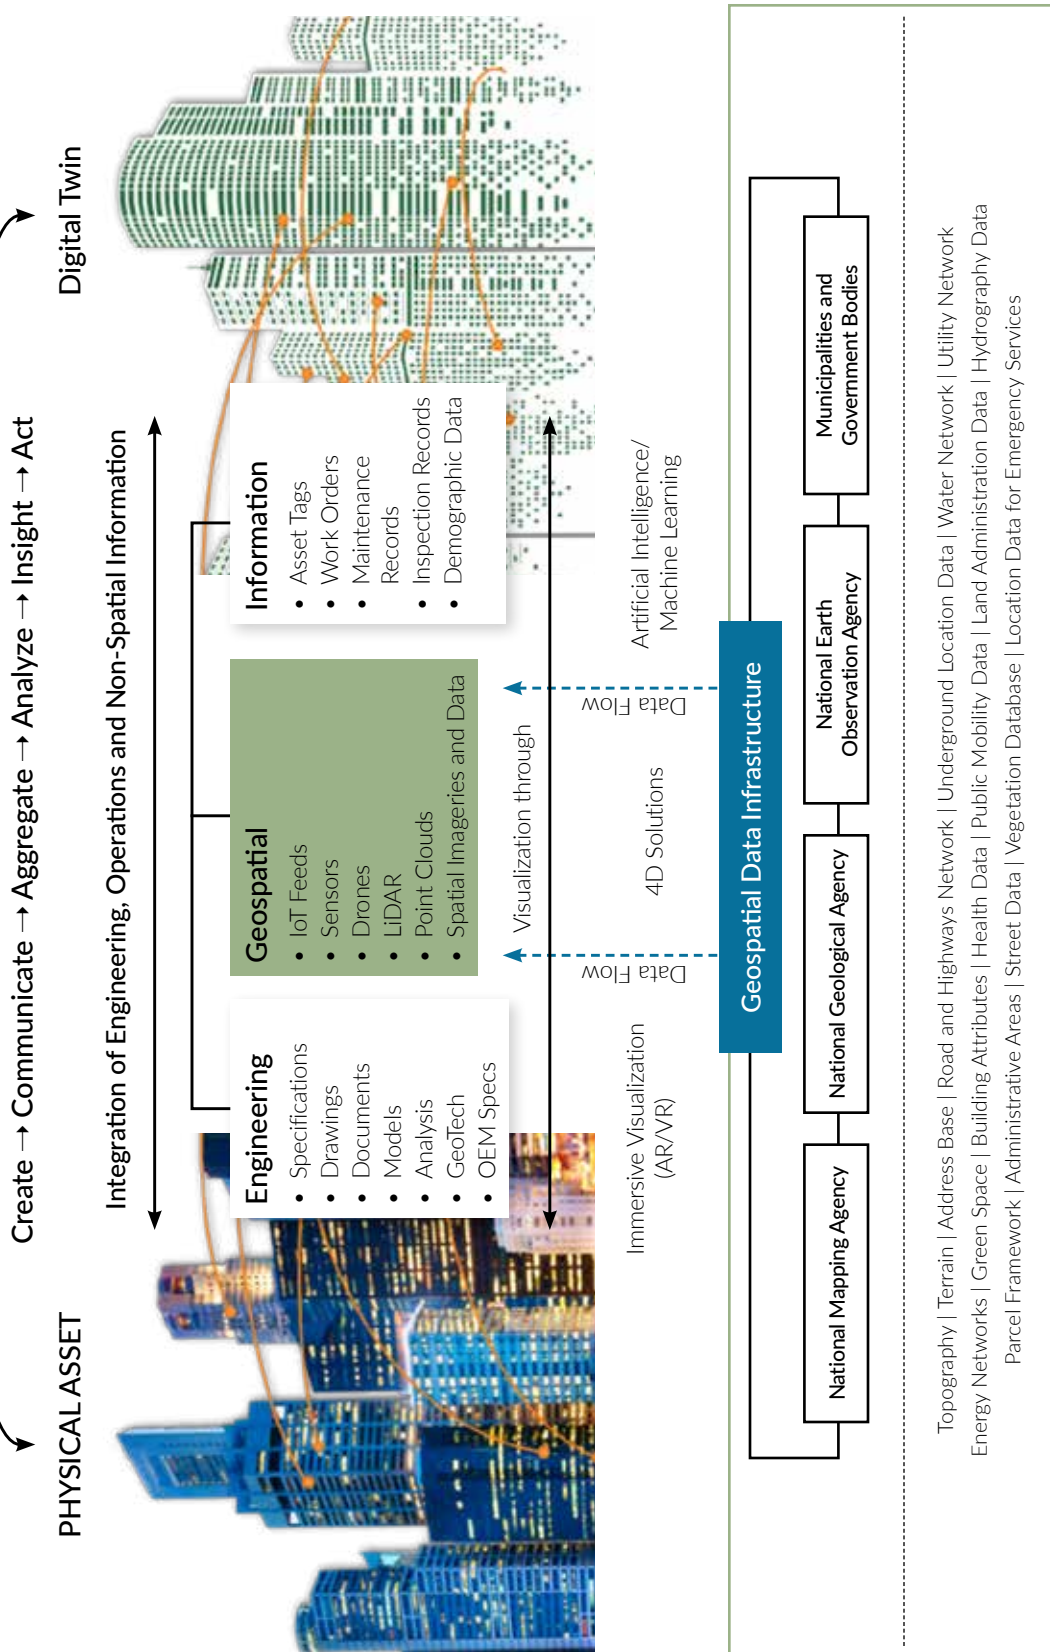 Create → Communicate → Aggregate → Analyze → Insight → Act
PHYSICAL ASSET
Digital Twin
Integration of Engineering, Operations and Non-Spatial Information
Engineering
• Specifications
• Drawings
• Documents
• Models
• Analysis
• GeoTech
• OEM Specs
Geospatial
• IoT Feeds
• Sensors
• Drones
• LiDAR
• Point Clouds
• Spatial Imageries and Data
Information
• Asset Tags
• Work Orders
• Maintenance
Records
• Inspection Records
• Demographic Data
Visualization through
Immersive Visualization
(AR/VR)
4D Solutions
Artificial Intelligence/
Machine Learning
Data Flow
Data Flow
Geospatial Data Infrastructure
National Mapping Agency
National Geological Agency
National Earth
Observation Agency
Municipalities and
Government Bodies
Topography | Terrain | Address Base | Road and Highways Network | Underground Location Data | Water Network | Utility Network
Energy Networks | Green Space | Building Attributes | Health Data | Public Mobility Data | Land Administration Data | Hydrography Data
Parcel Framework | Administrative Areas | Street Data | Vegetation Database | Location Data for Emergency Services